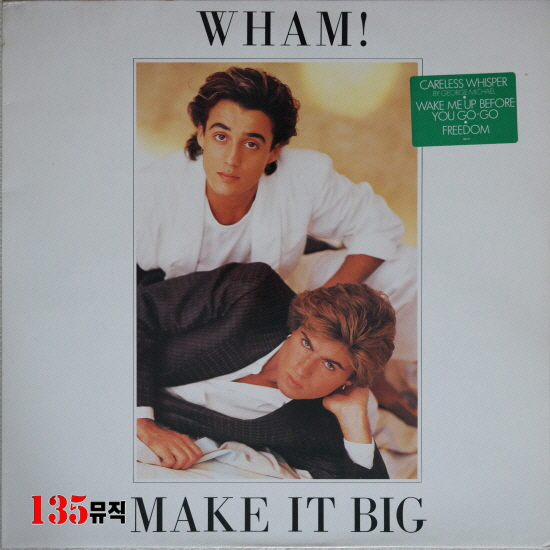 WHAM!
CARELESS WHISPER
BY GEORGE MICHAEL
•
WAKE ME UP BEFORE
YOU GO-GO
•
FREEDOM
135뮤직
MAKE IT BIG